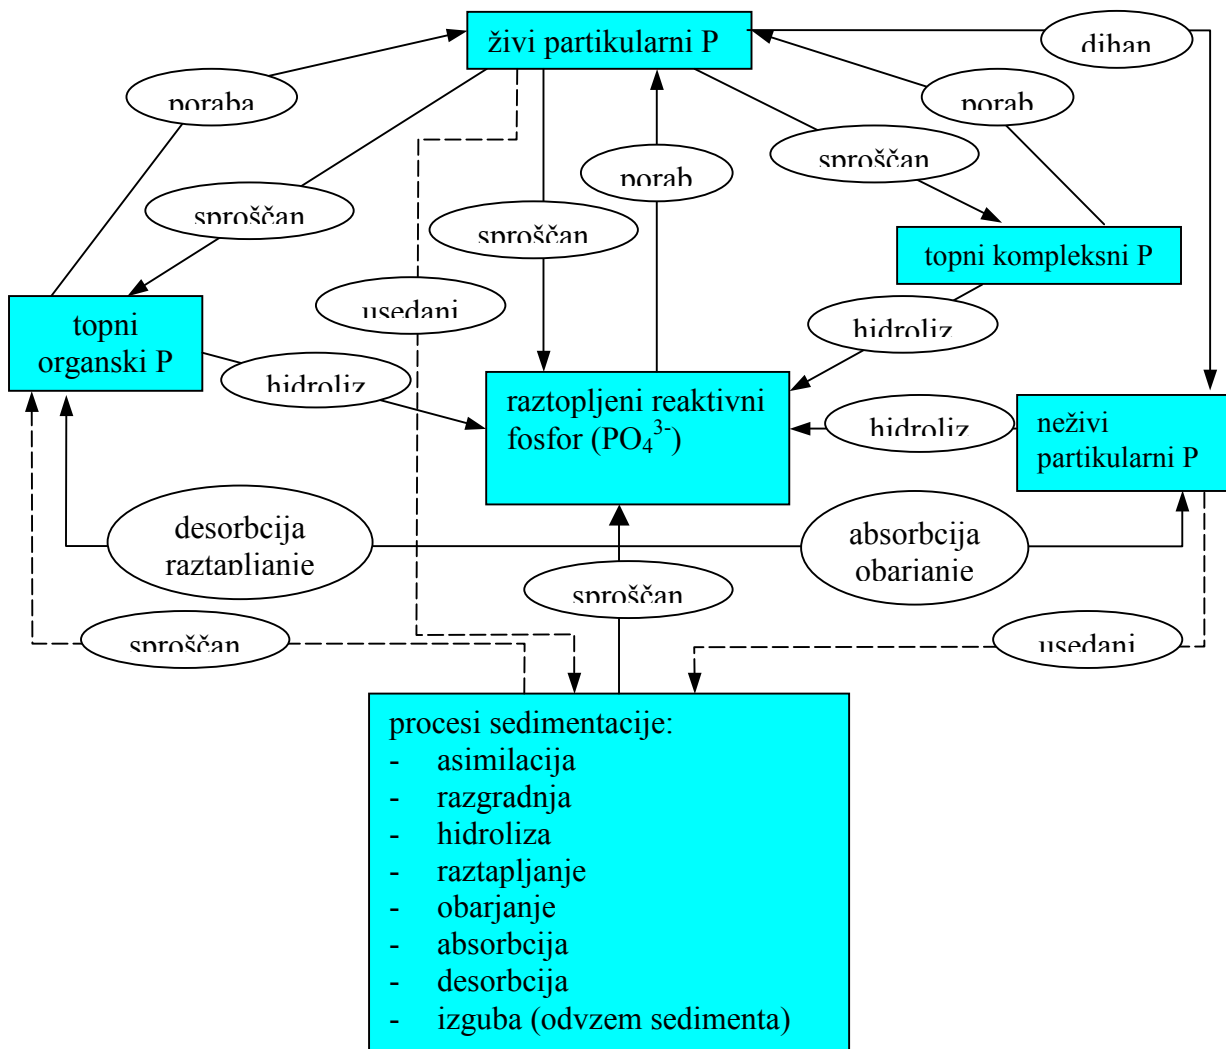 živi partikularni P
dihan
poraba
porab
sproščan
porab
sproščan
sproščan
topni kompleksni P
usedani
topni
organski P
hidroliz
hidroliz
raztopljeni reaktivni
fosfor (PO₄³⁻)
hidroliz
neživi
partikularni P
desorbcija
raztapljanje
absorbcija
obarjanje
sproščan
sproščan
usedani
procesi sedimentacije:
- asimilacija
- razgradnja
- hidroliza
- raztapljanje
- obarjanje
- absorbcija
- desorbcija
- izguba (odvzem sedimenta)